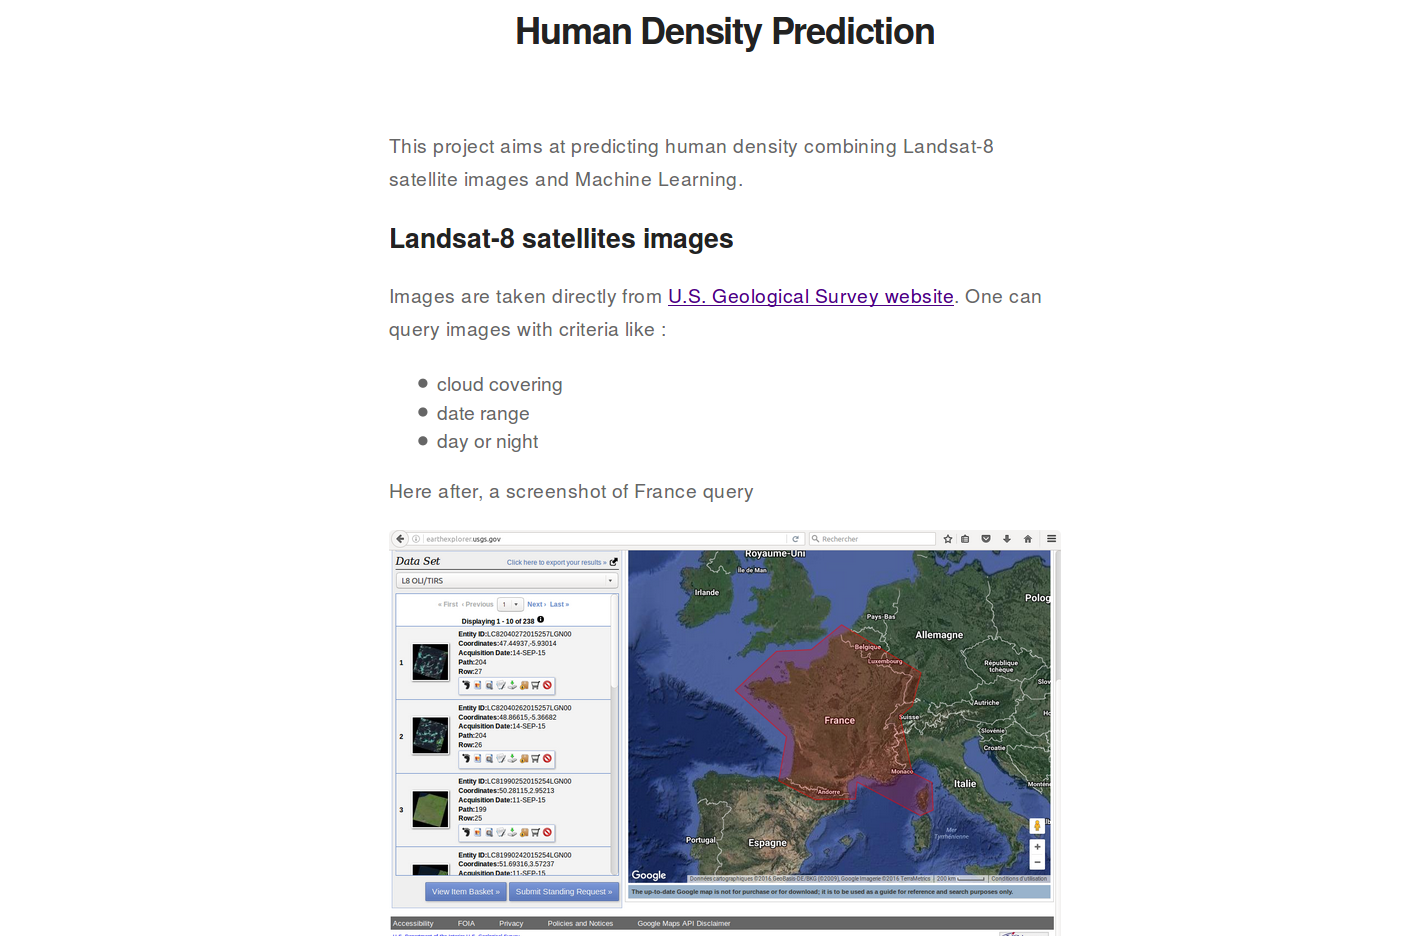 Human Density Prediction
This project aims at predicting human density combining Landsat-8
satellite images and Machine Learning.
Landsat-8 satellites images
Images are taken directly from U.S. Geological Survey website. One can
query images with criteria like :
cloud covering
date range
day or night
Here after, a screenshot of France query
earthexplorer.usgs.gov
Rechercher
Data Set
Click here to export your results »
L8 OLI/TIRS
« First ‹ Previous 1 Next › Last »
Displaying 1 - 10 of 238
1
Entity ID:LC82040272015257LGN00
Coordinates:47.44937,-5.93014
Acquisition Date:14-SEP-15
Path:204
Row:27
2
Entity ID:LC82040262015257LGN00
Coordinates:48.86615,-5.36682
Acquisition Date:14-SEP-15
Path:204
Row:26
3
Entity ID:LC81990252015254LGN00
Coordinates:50.28115,2.95213
Acquisition Date:11-SEP-15
Path:199
Row:25
Entity ID:LC81990242015254LGN00
Coordinates:51.69316,3.57237
Acquisition Date:11-SEP-15
View Item Basket »
Submit Standing Request »
Royaume-Uni
Île de Man
Irlande
Polog
Pays-Bas
Allemagne
Belgique
Luxembourg
République
tchèque
Slov
Autriche
France
Suisse
Ho
Slovénie
Croatie
Monaco
Italie
Montén
Andorre
Portugal
Espagne
Mer
Tyrrhénienne
Google
Données cartographiques ©2016 GeoBasis-DE/BKG (©2009), Google Imagerie ©2016 TerraMetrics
200 km
Conditions d'utilisation
The up-to-date Google map is not for purchase or for download; it is to be used as a guide for reference and search purposes only.
Accessibility
FOIA
Privacy
Policies and Notices
Google Maps API Disclaimer